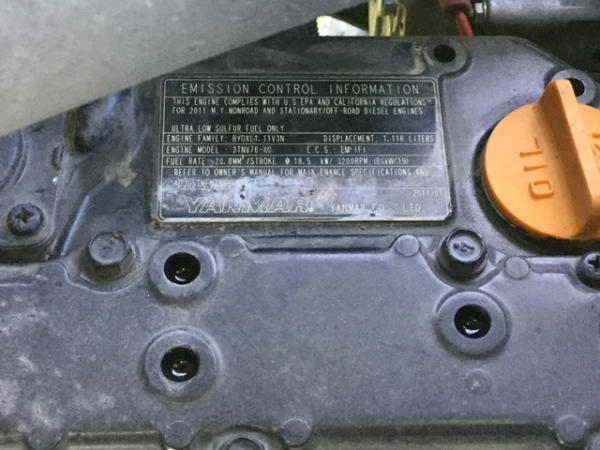 EMISSION CONTROL INFORMATION
THIS ENGINE COMPLIES WITH U.S.EPA AND CALIFORNIA REGULATIONS
FOR 2011 M.Y.NONROAD AND STATIONARY/OFF-ROAD DIESEL ENGINES.
ULTRA LOW SULFUR FUEL ONLY
ENGINE FAMILY: BYDXL1.11V3N DISPLACEMENT: 1.116 LITERS
ENGINE MODEL: 3TNV76-XC E.C.S.: EM IF1
FUEL RATE: 20.8MM³/STROKE @ 18.5 kW/ 3200RPM
REFER TO OWNER'S MANUAL FOR MAINTENANCE SPECIFICATIONS AND
ADJUSTMENTS
YANMAR YANMAR CO., LTD.
OIL